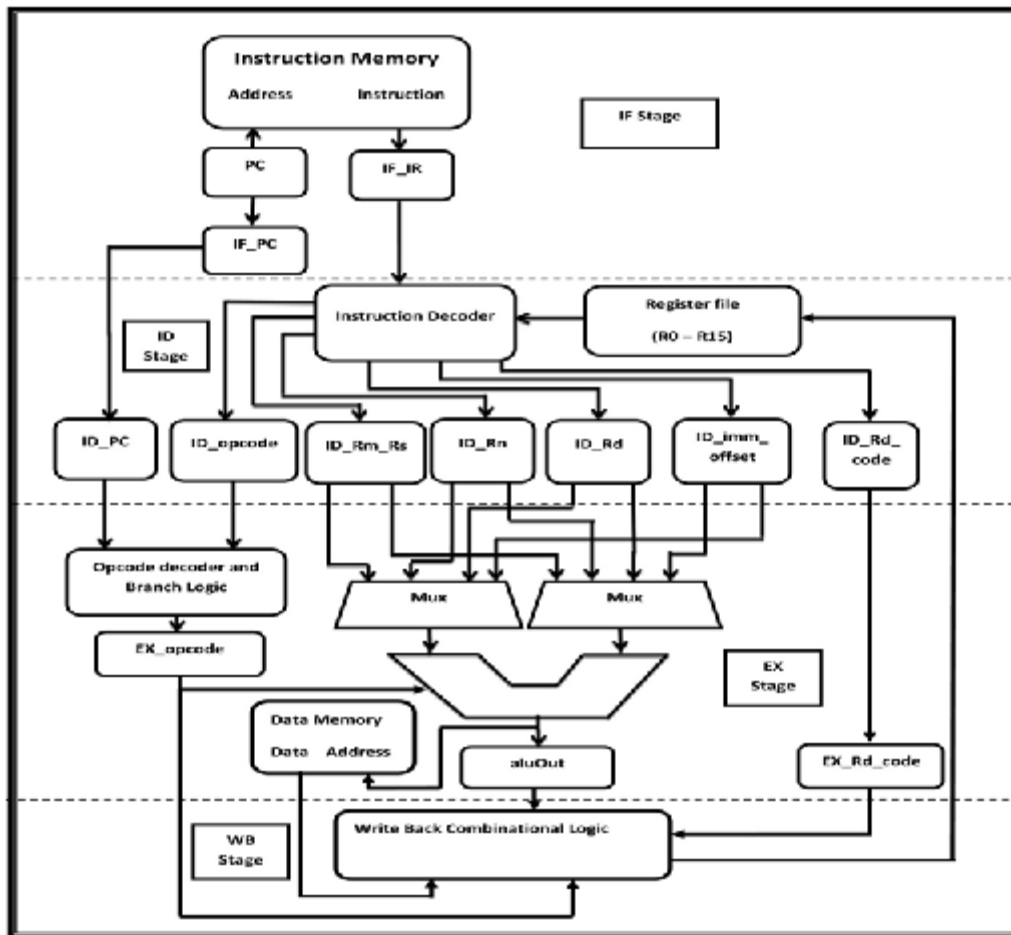 Instruction Memory
Address Instruction
IF Stage
PC
IF_IR
IF_PC
Instruction Decoder
Register file
(R0 – R15)
ID
Stage
ID_PC
ID_opcode
ID_Rm_Rs
ID_Rn
ID_Rd
ID_imm_
offset
ID_Rd_
code
Opcode decoder and
Branch Logic
Mux
Mux
EX_opcode
EX
Stage
Data Memory
Data Address
aluOut
EX_Rd_code
Write Back Combinational Logic
WB
Stage